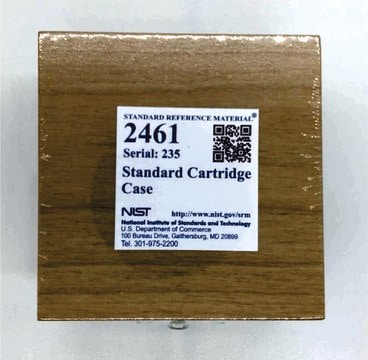 STANDARD REFERENCE MATERIAL®
2461
Serial: 235
Standard Cartridge
Case
NIST http://www.nist.gov/srm
National Institute of Standards and Technology
U.S. Department of Commerce
100 Bureau Drive, Gaithersburg, MD 20899
Tel. 301-975-2200